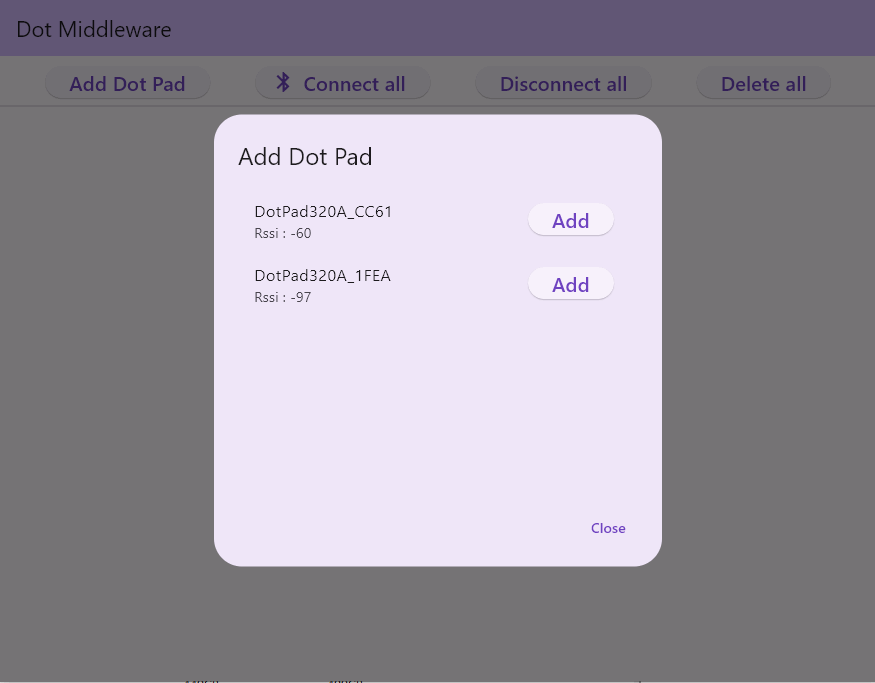 Dot Middleware
Add Dot Pad Connect all Disconnect all Delete all
Add Dot Pad
DotPad320A_CC61
Rssi : -60
Add
DotPad320A_1FEA
Rssi : -97
Add
Close